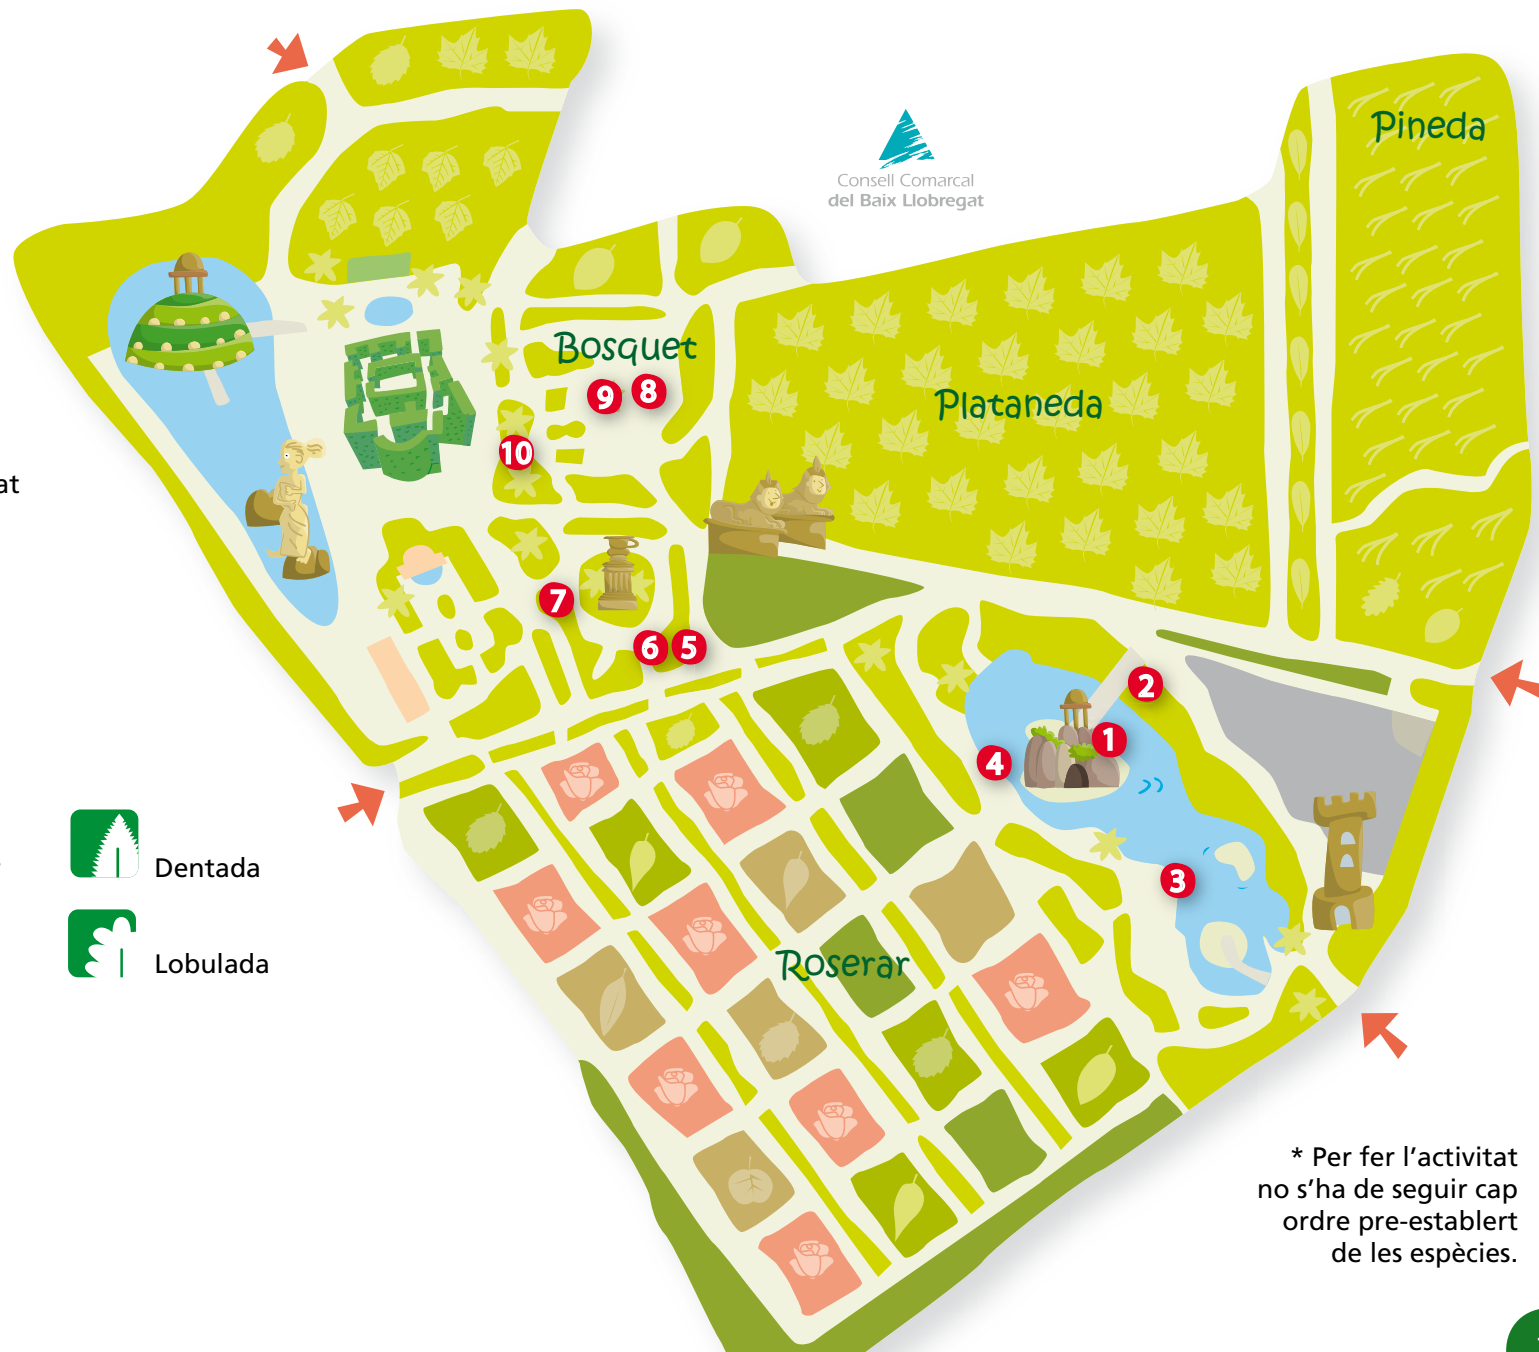 Pineda
Consell Comarcal
del Baix Llobregat
Bosquet
9 8
Plataneda
10
at
7
6 5
2
1
4
3
Dentada
Lobulada
Roserar
* Per fer l’activitat
no s’ha de seguir cap
ordre pre-establert
de les espècies.